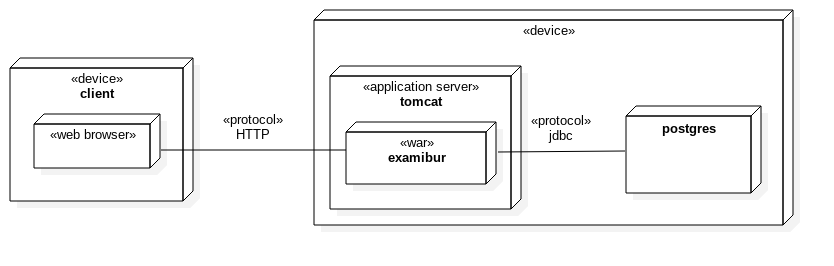 «device»
«device»
client
«web browser»
«protocol»
HTTP
«application server»
tomcat
«war»
examibur
«protocol»
jdbc
postgres